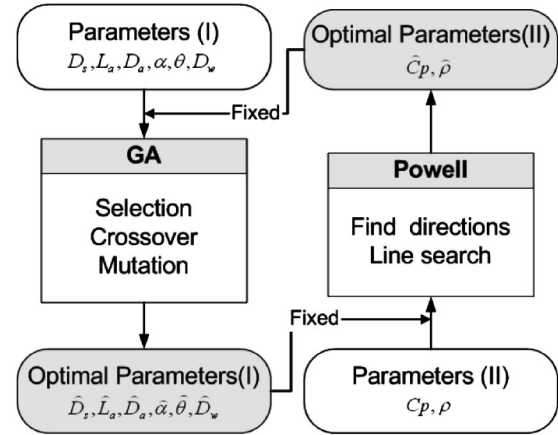 Parameters (I)
D_s, L_a, D_a, α, θ, D_w
Fixed
GA
Selection
Crossover
Mutation
Optimal Parameters(I)
D̂_s, L̂_a, D̂_a, α̂, θ̂, D̂_w
Optimal Parameters(II)
Ĉp, ρ̂
Powell
Find directions
Line search
Fixed
Parameters (II)
Cp, ρ